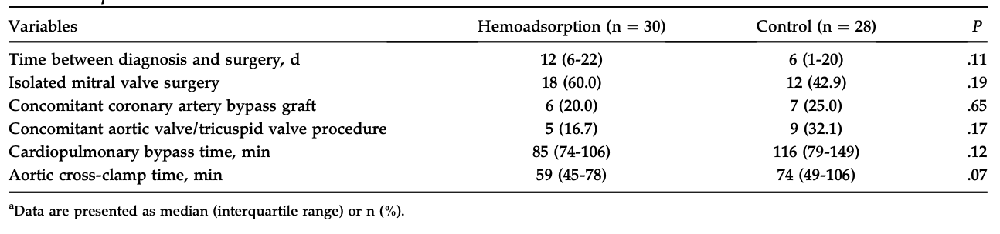 Variables Hemoadsorption (n = 30) Control (n = 28) P
Time between diagnosis and surgery, d 12 (6-22) 6 (1-20) .11
Isolated mitral valve surgery 18 (60.0) 12 (42.9) .19
Concomitant coronary artery bypass graft 6 (20.0) 7 (25.0) .65
Concomitant aortic valve/tricuspid valve procedure 5 (16.7) 9 (32.1) .17
Cardiopulmonary bypass time, min 85 (74-106) 116 (79-149) .12
Aortic cross-clamp time, min 59 (45-78) 74 (49-106) .07
aData are presented as median (interquartile range) or n (%).